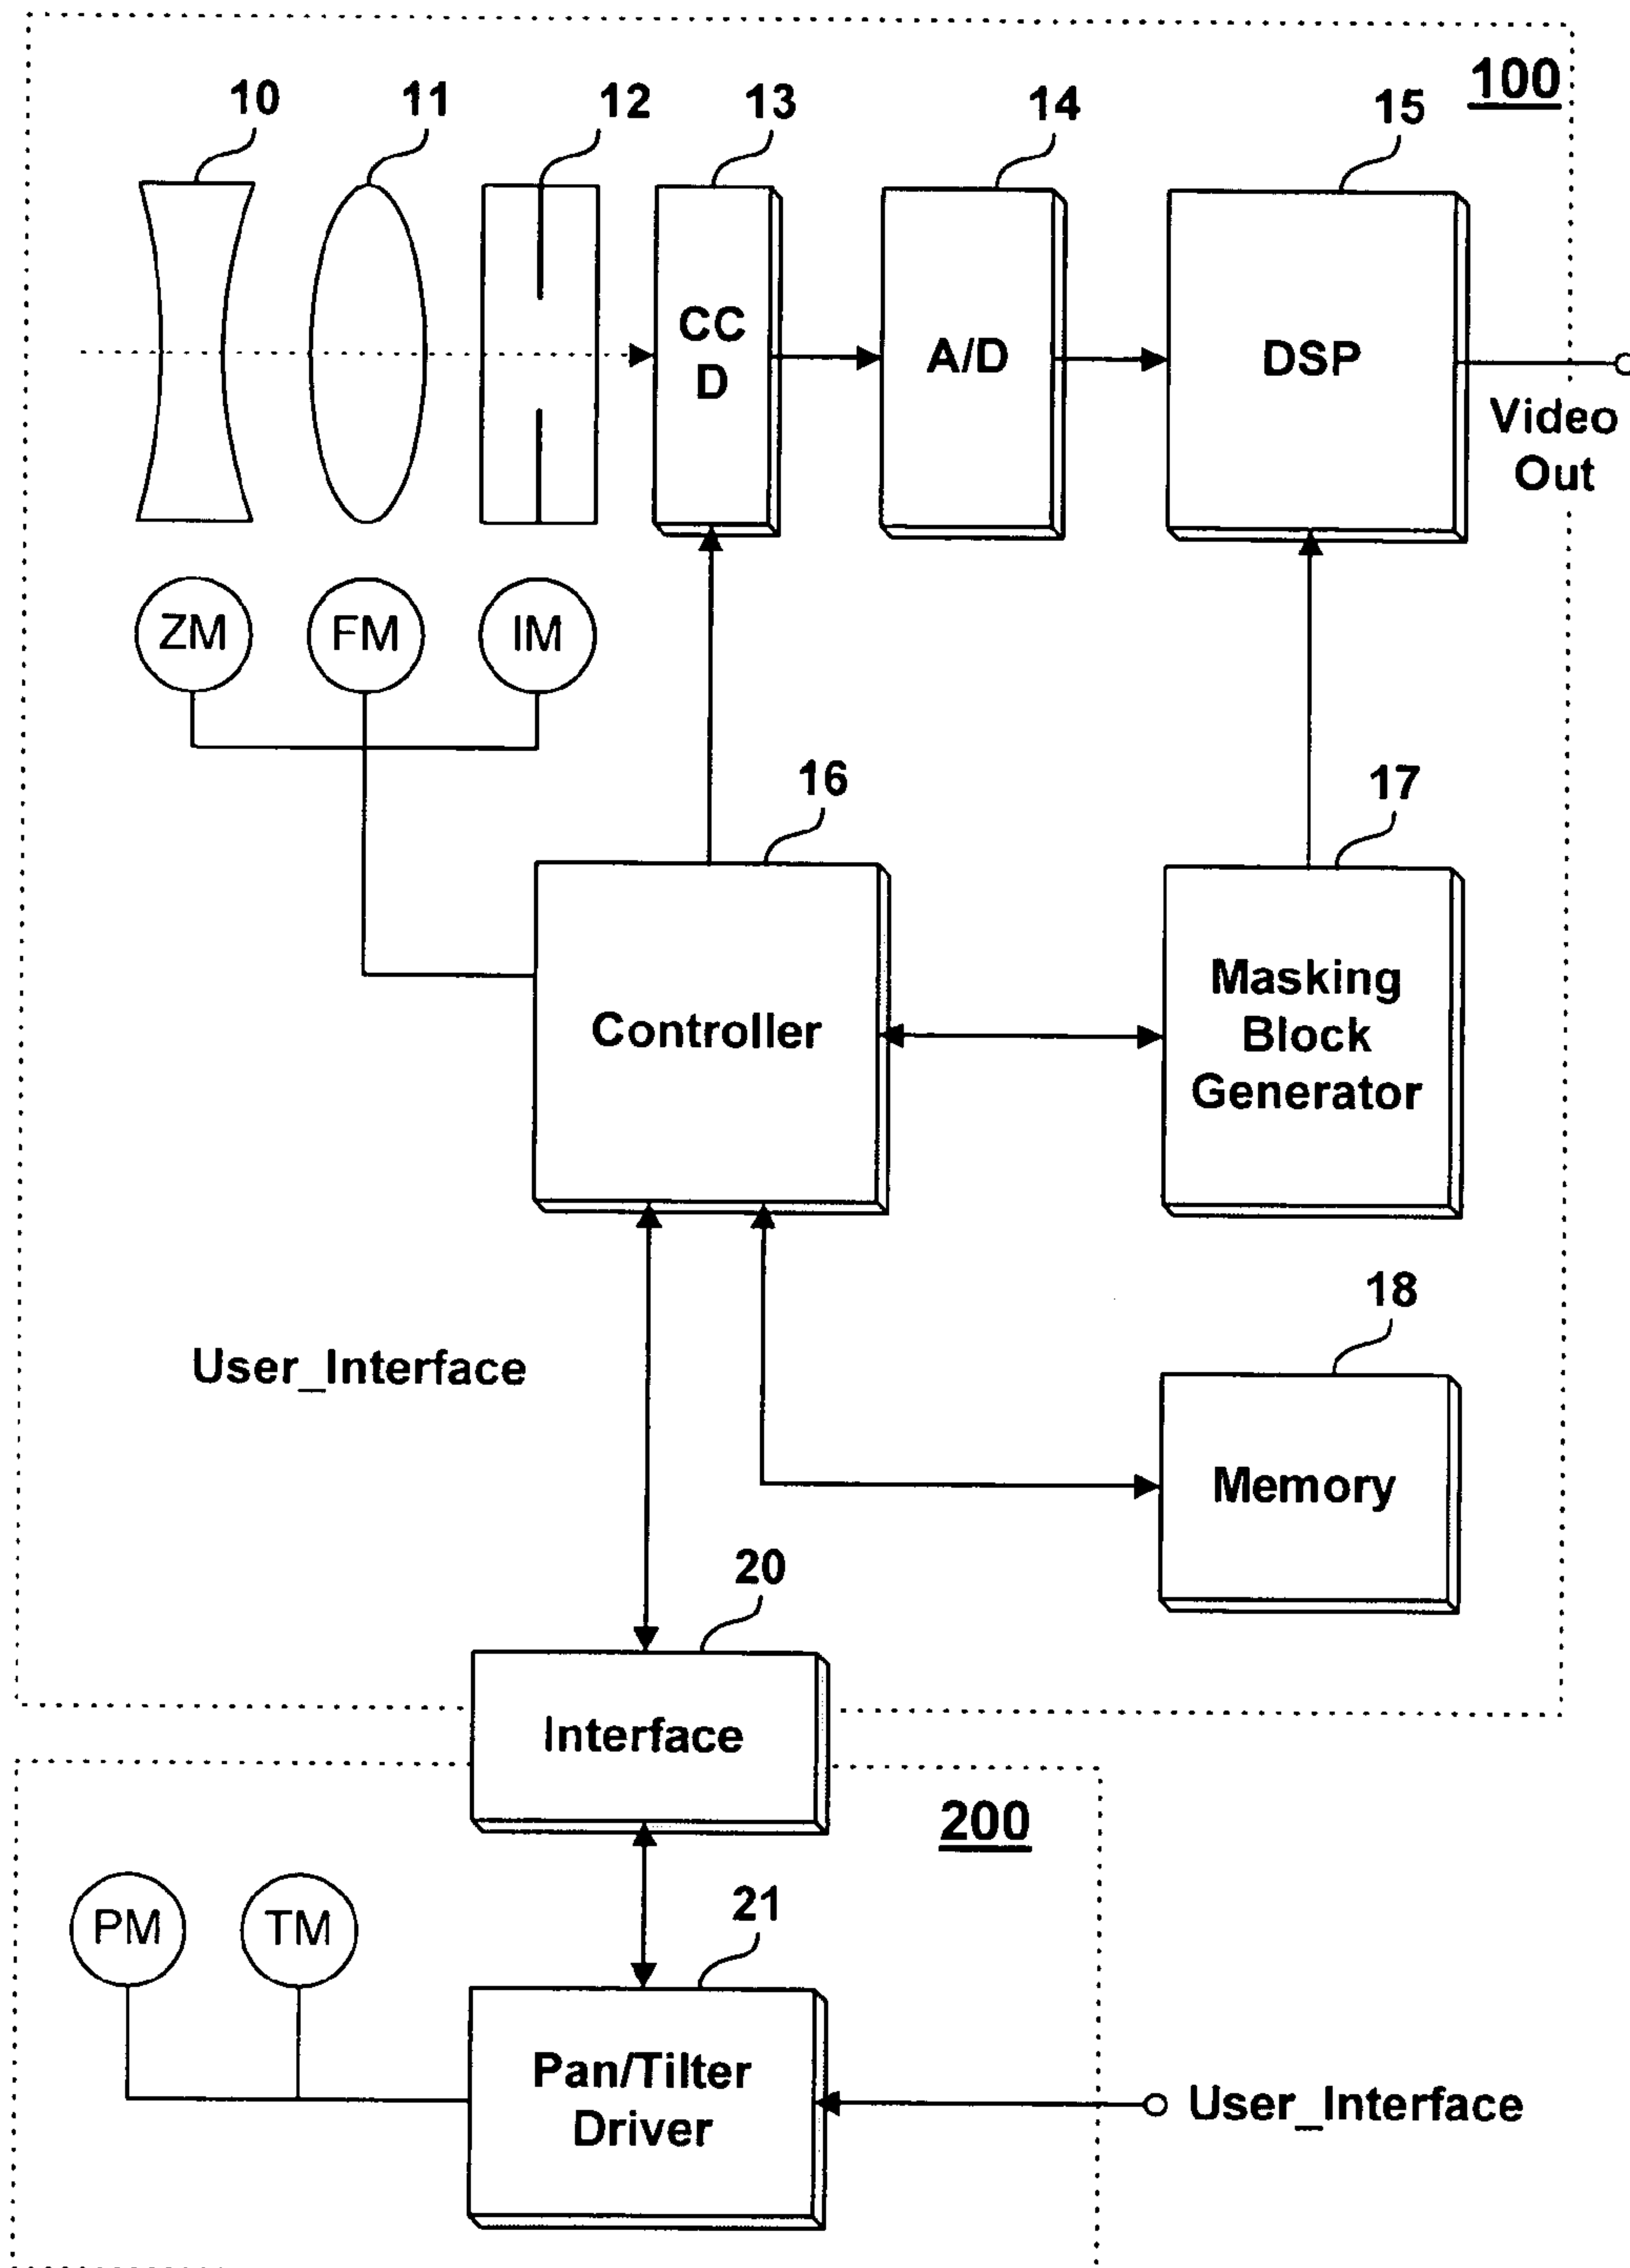 100
10
11
12
13
14
15
CC
D
A/D
DSP
Video
Out
ZM
FM
IM
16
17
Controller
Masking
Block
Generator
18
User_Interface
Memory
20
Interface
200
PM
TM
21
Pan/Tilter
Driver
User_Interface